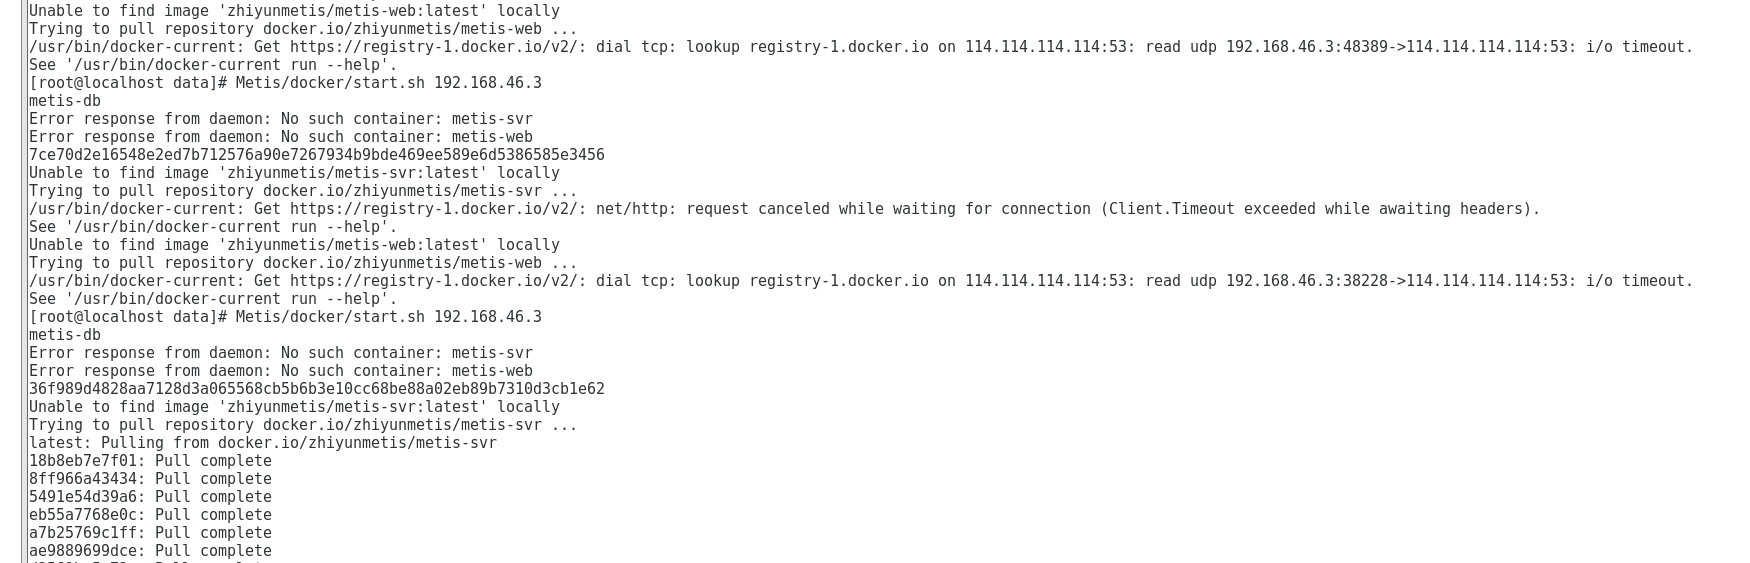 Unable to find image 'zhiyunmetis/metis-web:latest' locally
Trying to pull repository docker.io/zhiyunmetis/metis-web ...
/usr/bin/docker-current: Get https://registry-1.docker.io/v2/: dial tcp: lookup registry-1.docker.io on 114.114.114.114:53: read udp 192.168.46.3:48389->114.114.114.114:53: i/o timeout.
See '/usr/bin/docker-current run --help'.
[root@localhost data]# Metis/docker/start.sh 192.168.46.3
metis-db
Error response from daemon: No such container: metis-svr
Error response from daemon: No such container: metis-web
7ce70d2e16548e2ed7b712576a90e7267934b9bde469ee589e6d5386585e3456
Unable to find image 'zhiyunmetis/metis-svr:latest' locally
Trying to pull repository docker.io/zhiyunmetis/metis-svr ...
/usr/bin/docker-current: Get https://registry-1.docker.io/v2/: net/http: request canceled while waiting for connection (Client.Timeout exceeded while awaiting headers).
See '/usr/bin/docker-current run --help'.
Unable to find image 'zhiyunmetis/metis-web:latest' locally
Trying to pull repository docker.io/zhiyunmetis/metis-web ...
/usr/bin/docker-current: Get https://registry-1.docker.io/v2/: dial tcp: lookup registry-1.docker.io on 114.114.114.114:53: read udp 192.168.46.3:38228->114.114.114.114:53: i/o timeout.
See '/usr/bin/docker-current run --help'.
[root@localhost data]# Metis/docker/start.sh 192.168.46.3
metis-db
Error response from daemon: No such container: metis-svr
Error response from daemon: No such container: metis-web
36f989d4828aa7128d3a065568cb5b6b3e10cc68be88a02eb89b7310d3cb1e62
Unable to find image 'zhiyunmetis/metis-svr:latest' locally
Trying to pull repository docker.io/zhiyunmetis/metis-svr ...
latest: Pulling from docker.io/zhiyunmetis/metis-svr
18b8eb7e7f01: Pull complete
8ff966a43434: Pull complete
5491e54d39a6: Pull complete
eb55a7768e0c: Pull complete
a7b25769c1ff: Pull complete
ae9889699dce: Pull complete